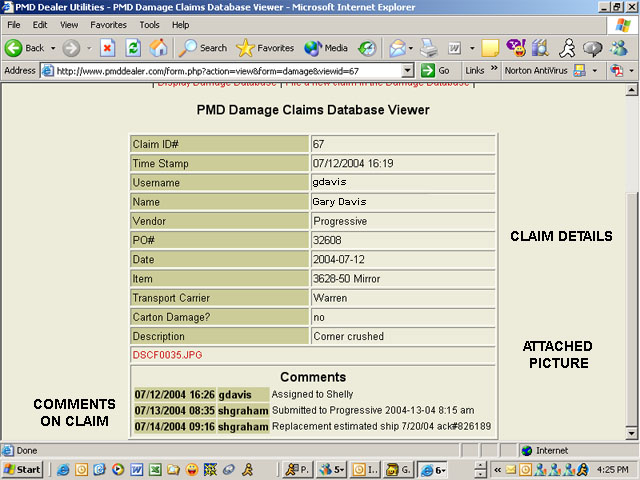 PMD Dealer Utilities - PMD Damage Claims Database Viewer - Microsoft Internet Explorer
File Edit View Favorites Tools Help
Back Search Favorites Media
Address http://www.pmddealer.com/form.php?action=view&form=damage&viewid=67 Go Links » Norton AntiVirus
Display Damage Database | File a new claim in the Damage Database |
PMD Damage Claims Database Viewer
Claim ID# 67
Time Stamp 07/12/2004 16:19
Username gdavis
Name Gary Davis
Vendor Progressive
PO# 32608
CLAIM DETAILS
Date 2004-07-12
Item 3628-50 Mirror
Transport Carrier Warren
Carton Damage? no
Description Corner crushed
ATTACHED
PICTURE
DSCF0035.JPG
Comments
07/12/2004 16:26 gdavis Assigned to Shelly
COMMENTS
ON CLAIM
07/13/2004 08:35 shgraham Submitted to Progressive 2004-13-04 8:15 am
07/14/2004 09:16 shgraham Replacement estimated ship 7/20/04 ack#826189
Done Internet
Start » P. 5 I.. G. 6 « 4:25 PM